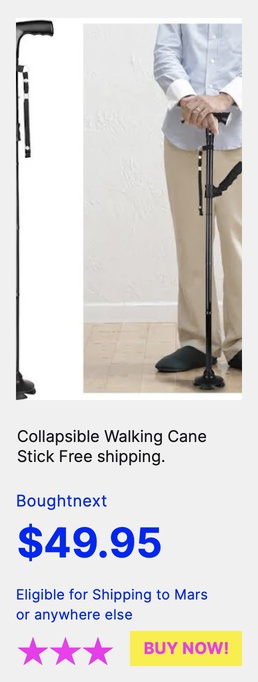 Collapsible Walking Cane
Stick Free shipping.
Boughtnext
$49.95
Eligible for Shipping to Mars
or anywhere else
BUY NOW!